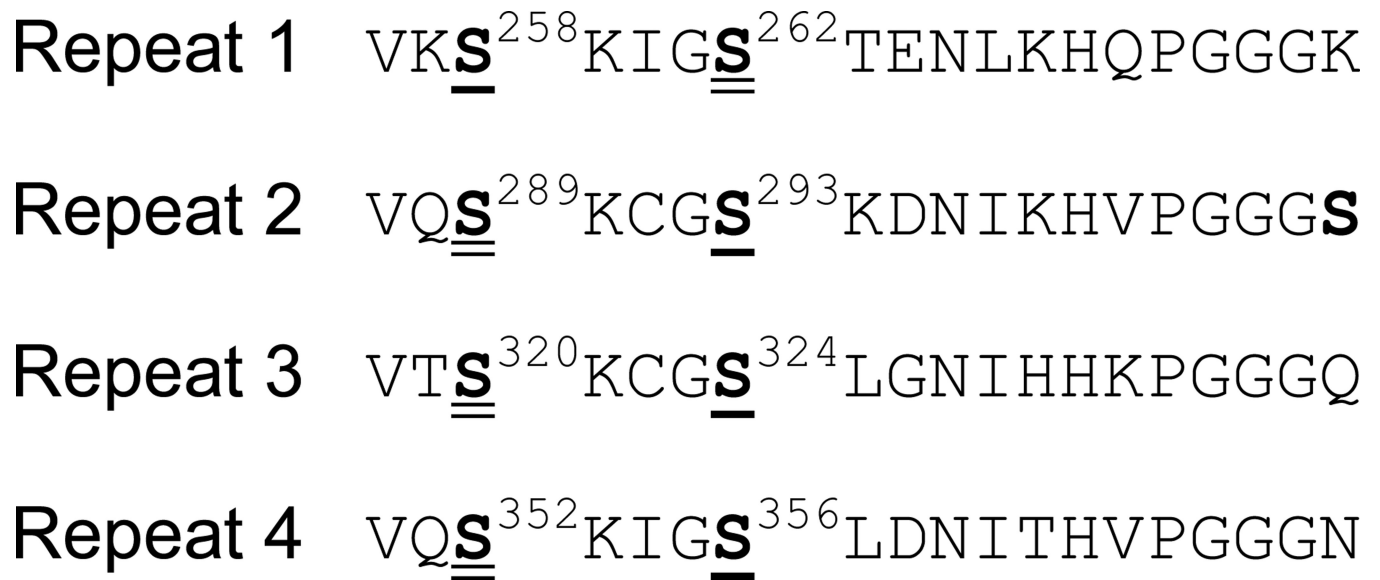 Repeat 1 VKS258KIGS262TENLKHQPGGGK
Repeat 2 VQS289KCGS293KDNIKHVPGGGS
Repeat 3 VTS320KCGS324LGNIHHKPGGGQ
Repeat 4 VQS352KIGS356LDNITHVPGGGN